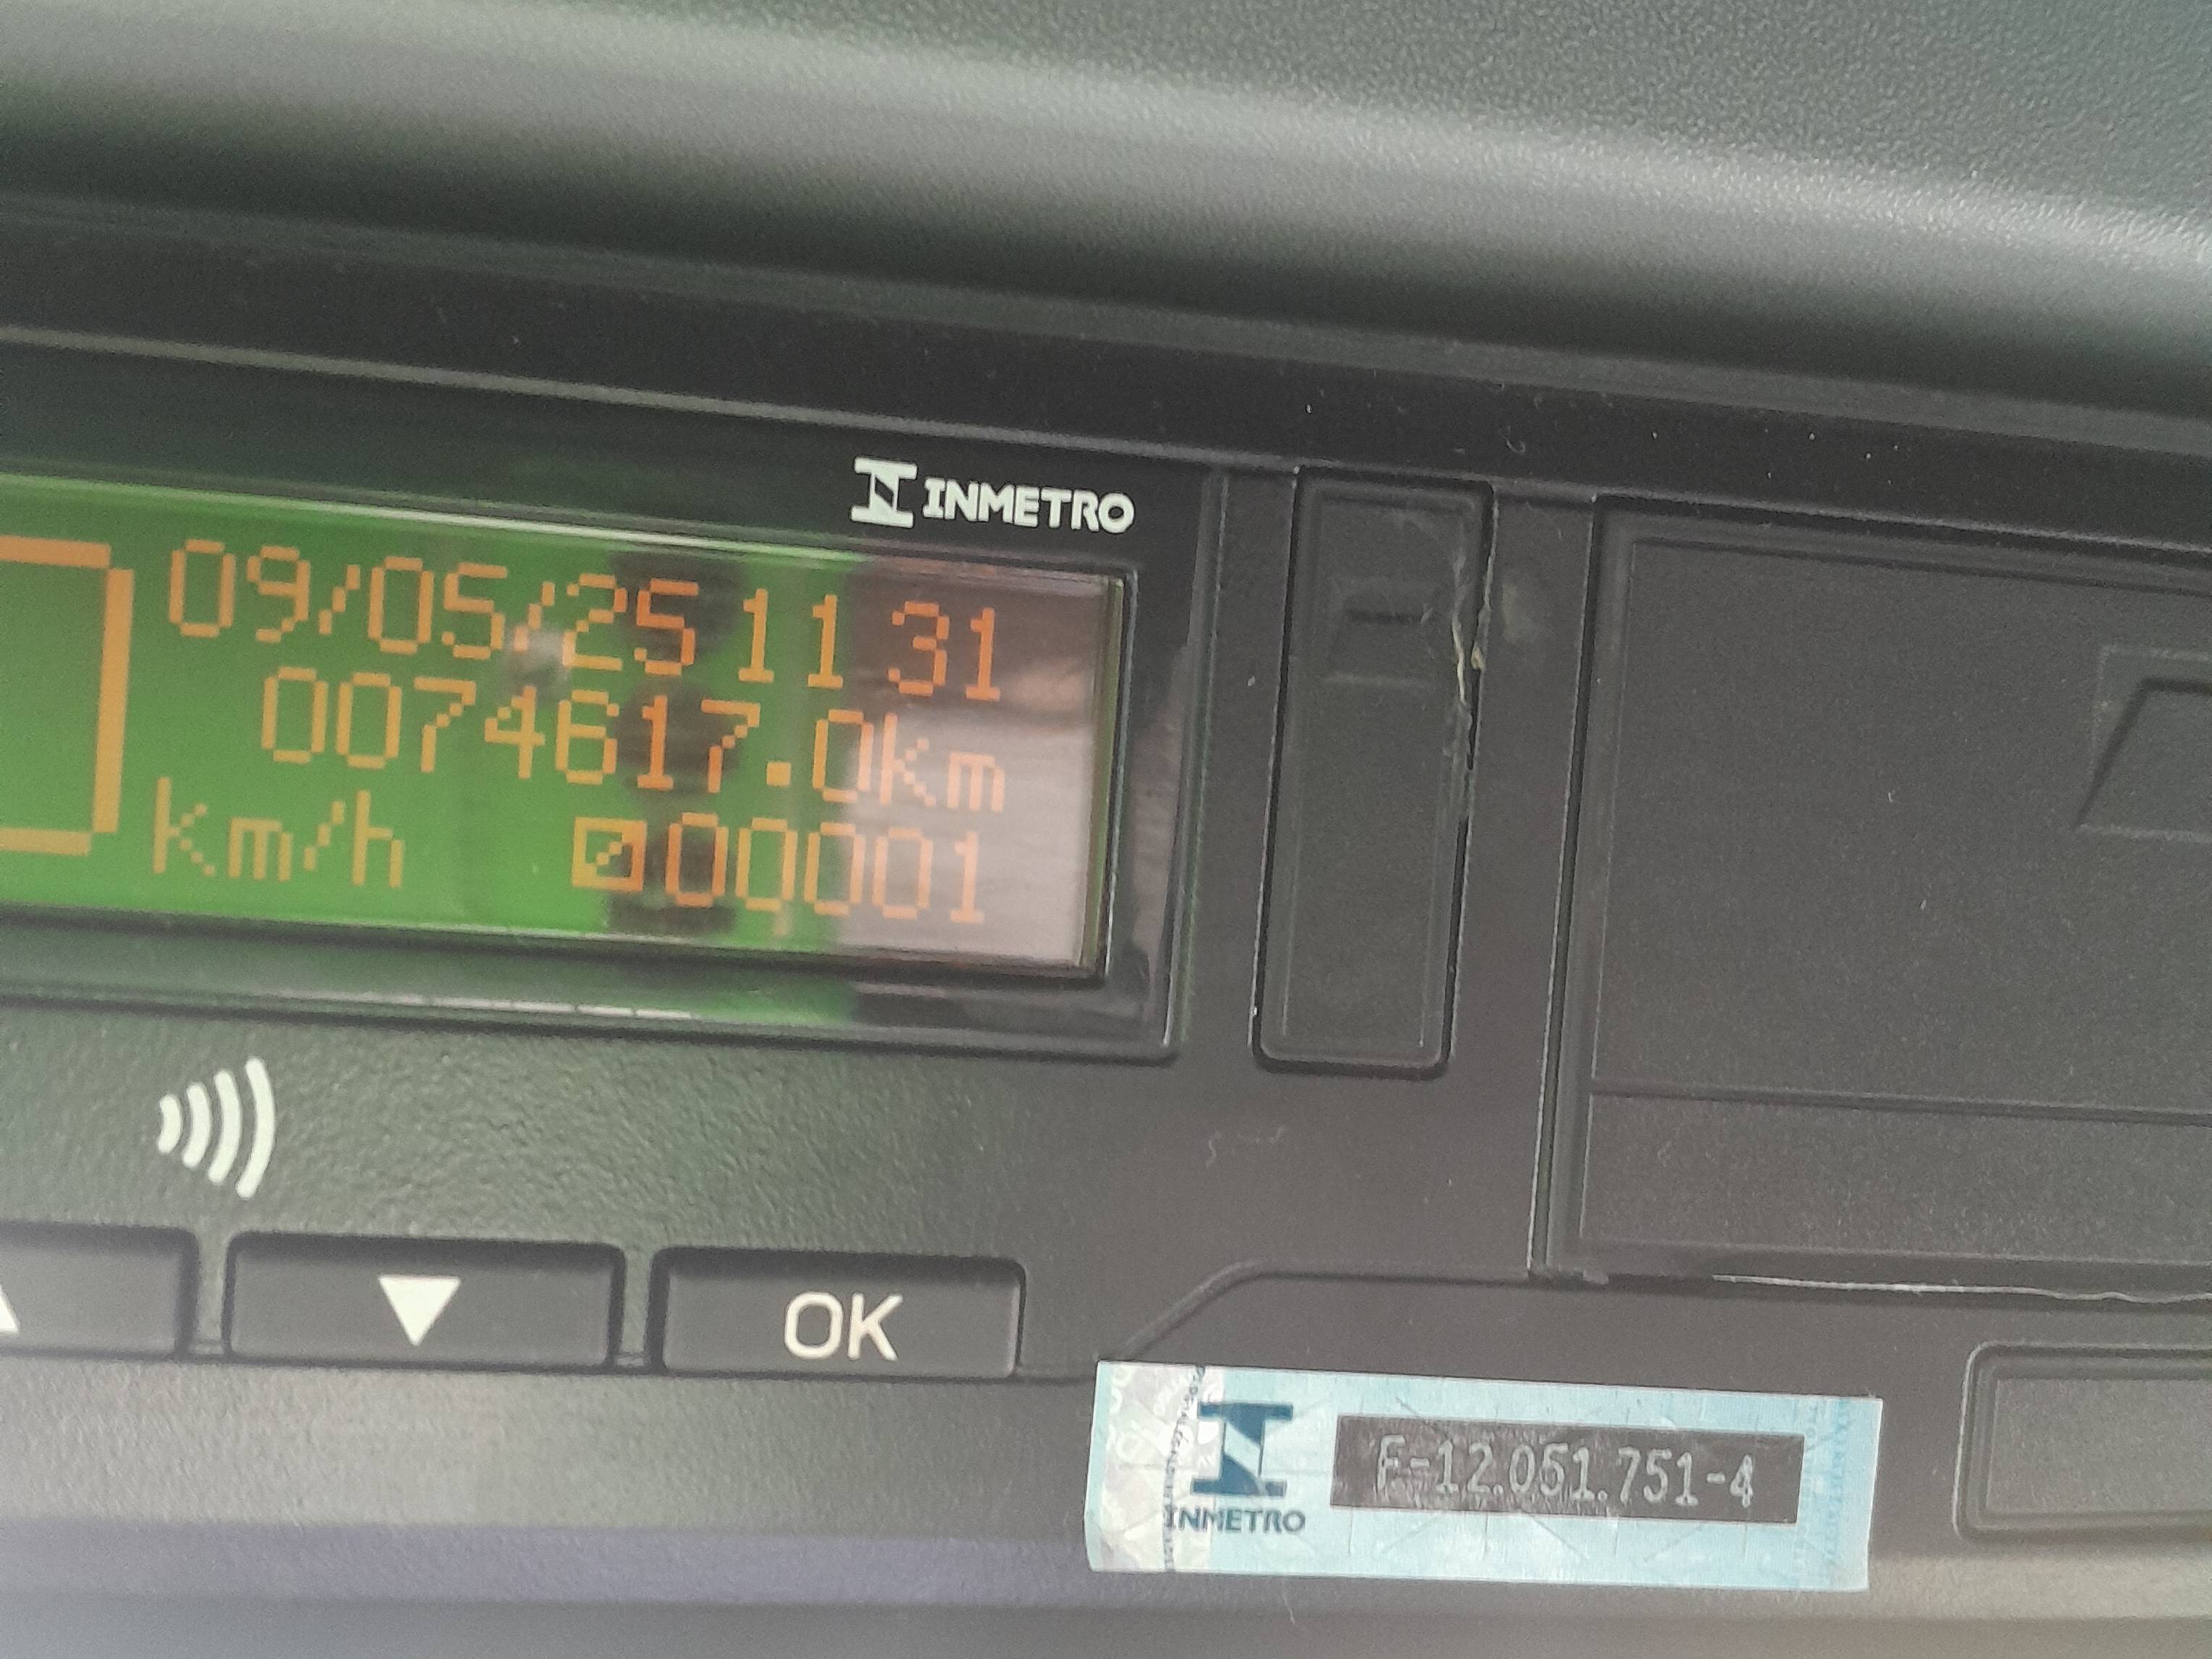 INMETRO
09/05/25 11 31
0074617.0km
km/h 00001
OK
INMETRO
F-12.051.751-4